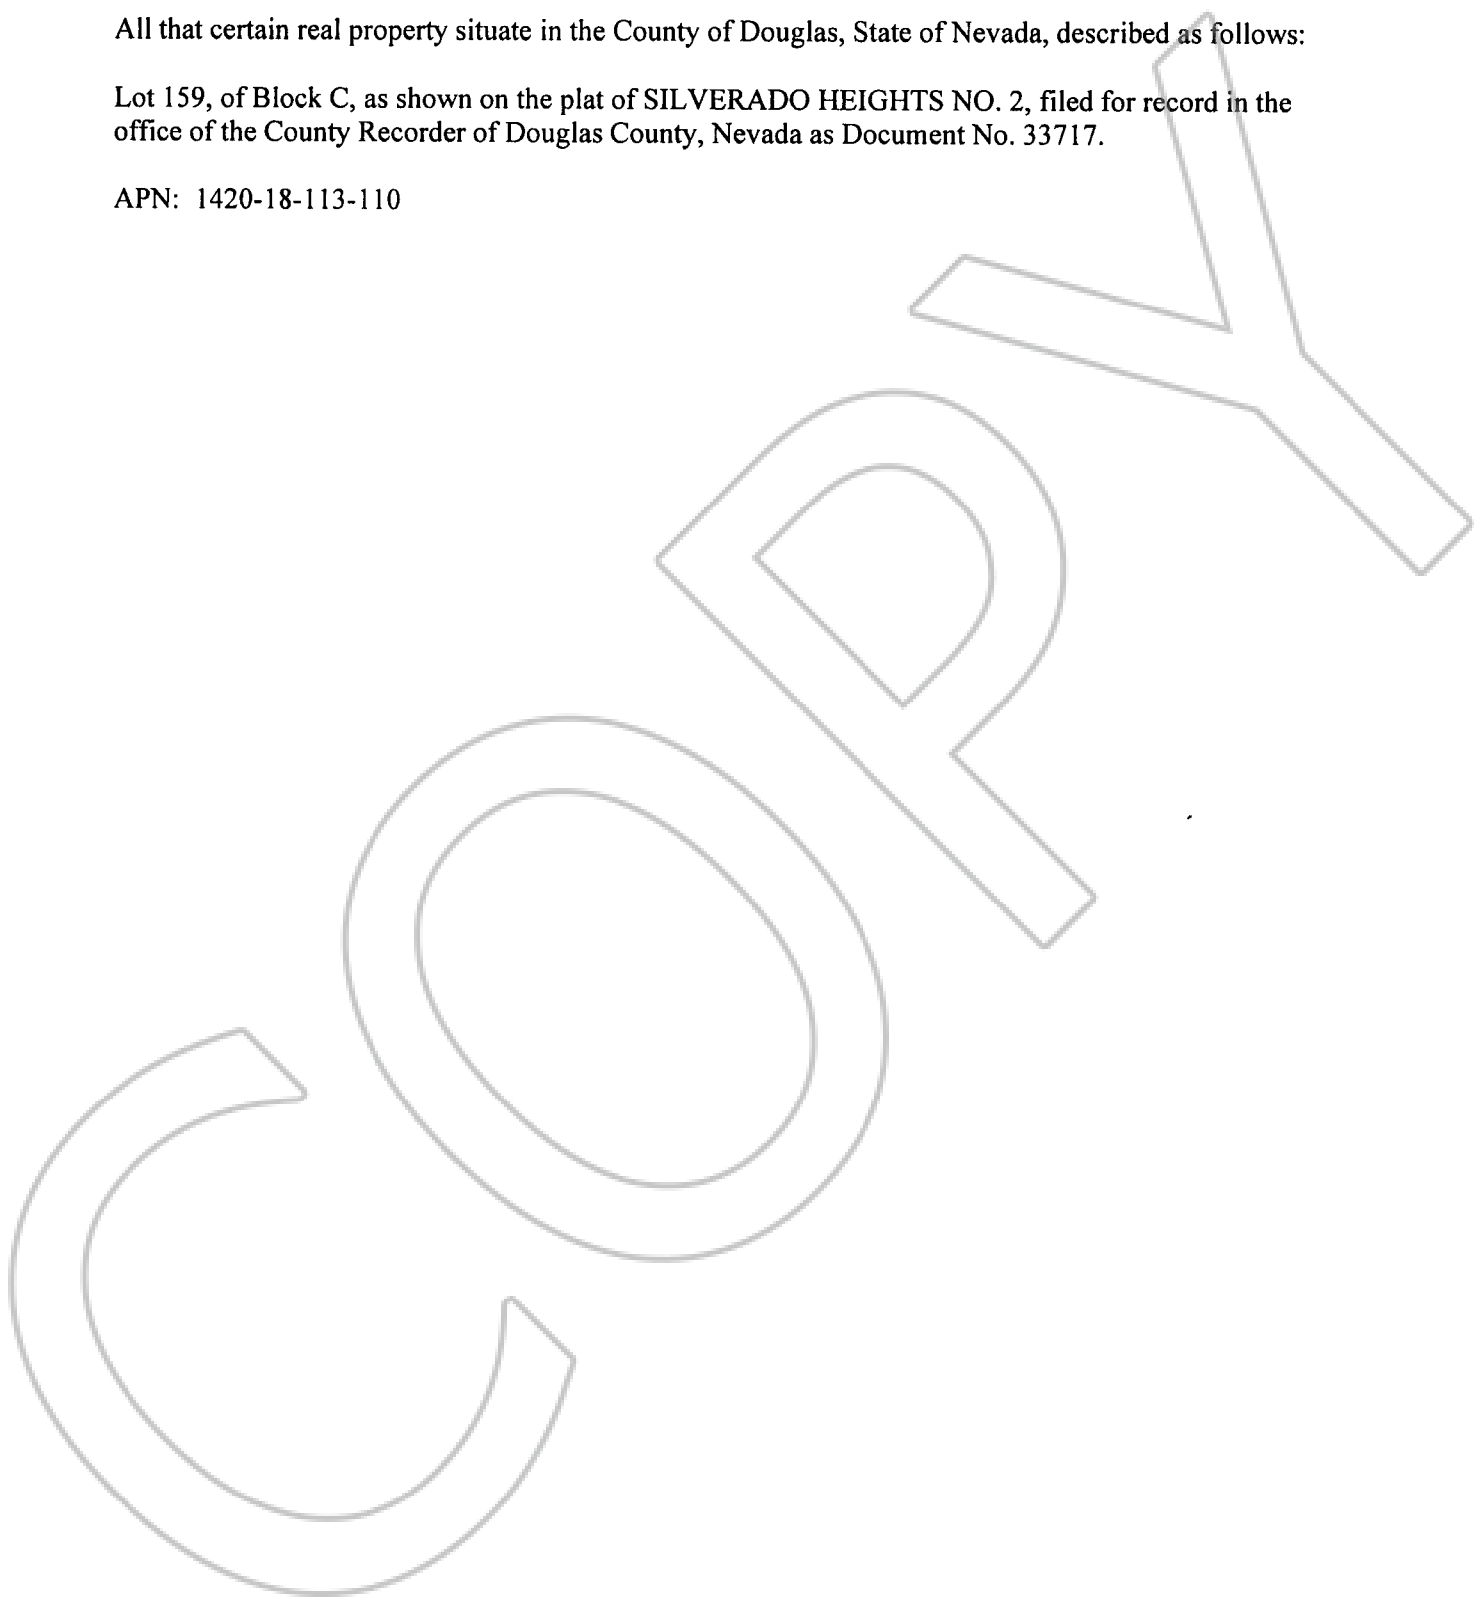 All that certain real property situate in the County of Douglas, State of Nevada, described as follows:
Lot 159, of Block C, as shown on the plat of SILVERADO HEIGHTS NO. 2, filed for record in the
office of the County Recorder of Douglas County, Nevada as Document No. 33717.
APN: 1420-18-113-110
COPY